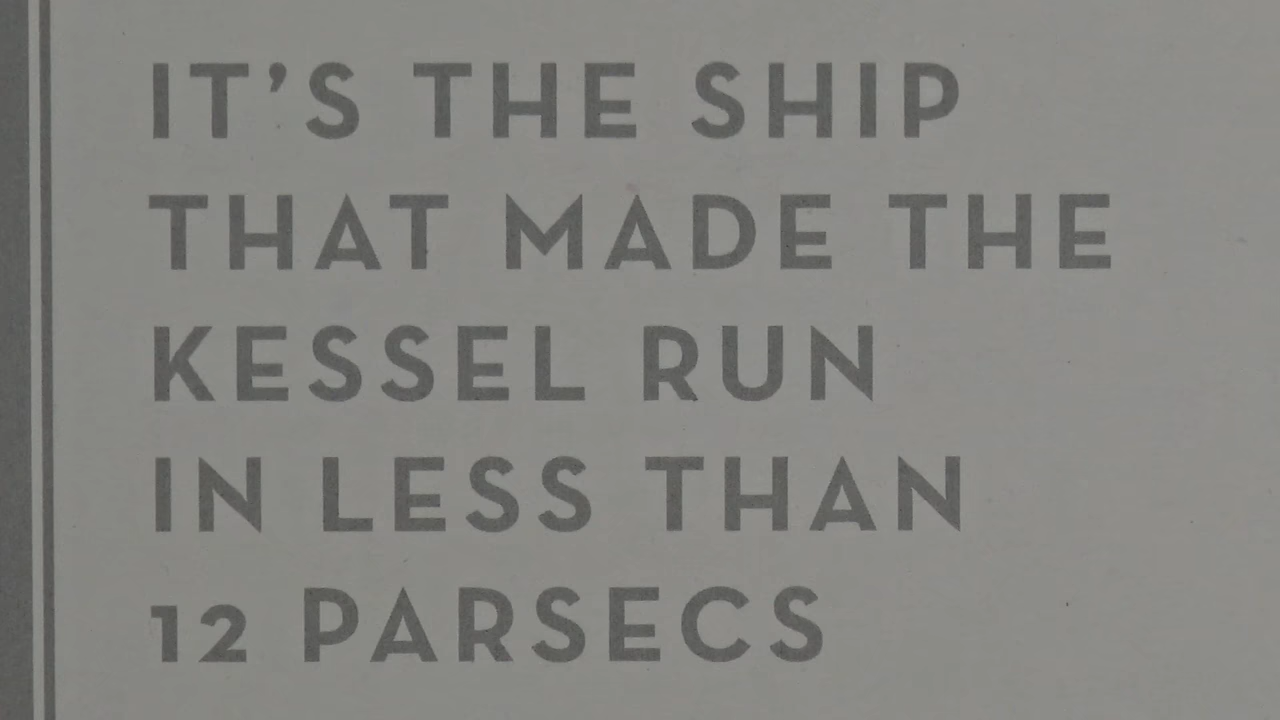 IT’S THE SHIP
THAT MADE THE
KESSEL RUN
IN LESS THAN
12 PARSECS